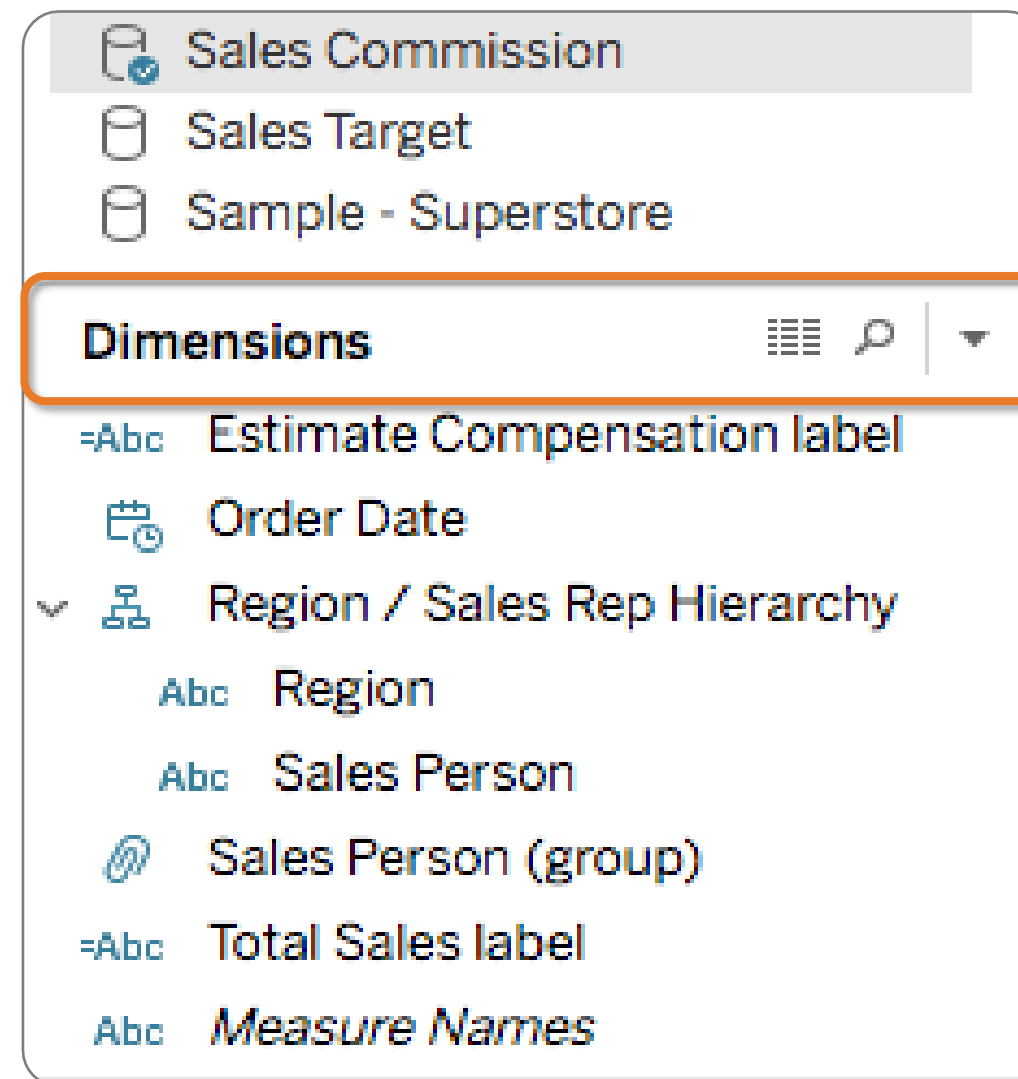 Sales Commission
Sales Target
Sample - Superstore
Dimensions
=Abc Estimate Compensation label
Order Date
Region / Sales Rep Hierarchy
Abc Region
Abc Sales Person
Sales Person (group)
=Abc Total Sales label
Abc Measure Names